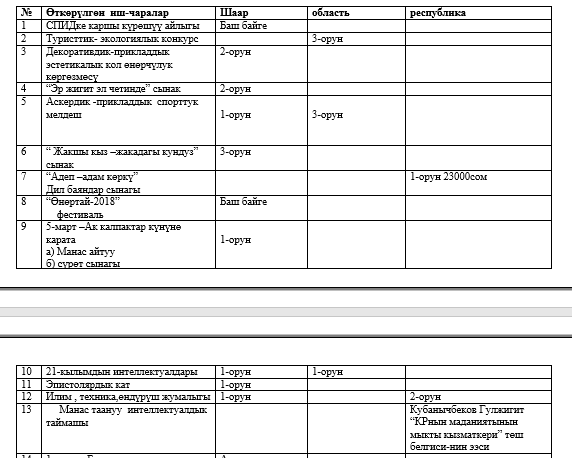 № Өткөрүлгөн иш-чаралар Шаар область республика
1 СПИДке каршы күрөшүү айлыгы Баш байге
2 Туристтик- экологиялык конкурс 3-орун
3 Декоративдик-прикладдык 2-орун
эстетикалык кол өнөрчүлүк
көргөзмөсү
4 “Эр жигит эл четинде” сынак 2-орун
5 Аскердик -прикладдык спорттук
мелдеш 1-орун 3-орун
6 “ Жакшы кыз –жакадагы кундуз” 3-орун
сынак
7 “Адеп –адам көркү” 1-орун 23000сом
Дил баяндар сынагы
8 “Өнөртай-2018” Баш байге
фестиваль
9 5-март –Ак калпактар күнүнө
карата 1-орун
а) Манас айтуу
б) сүрөт сынагы
10 21-кылымдын интеллектуалдары 1-орун 1-орун
11 Эпистолярдык кат 1-орун
12 Илим , техника,өндүрүш жумалыгы 1-орун 2-орун
13 Манас таануу интеллектуалдык Кубанычбеков Гулжигит
таймашы “КРнын маданиятынын
мыкты кызматкери” төш
белгиси-нин ээси